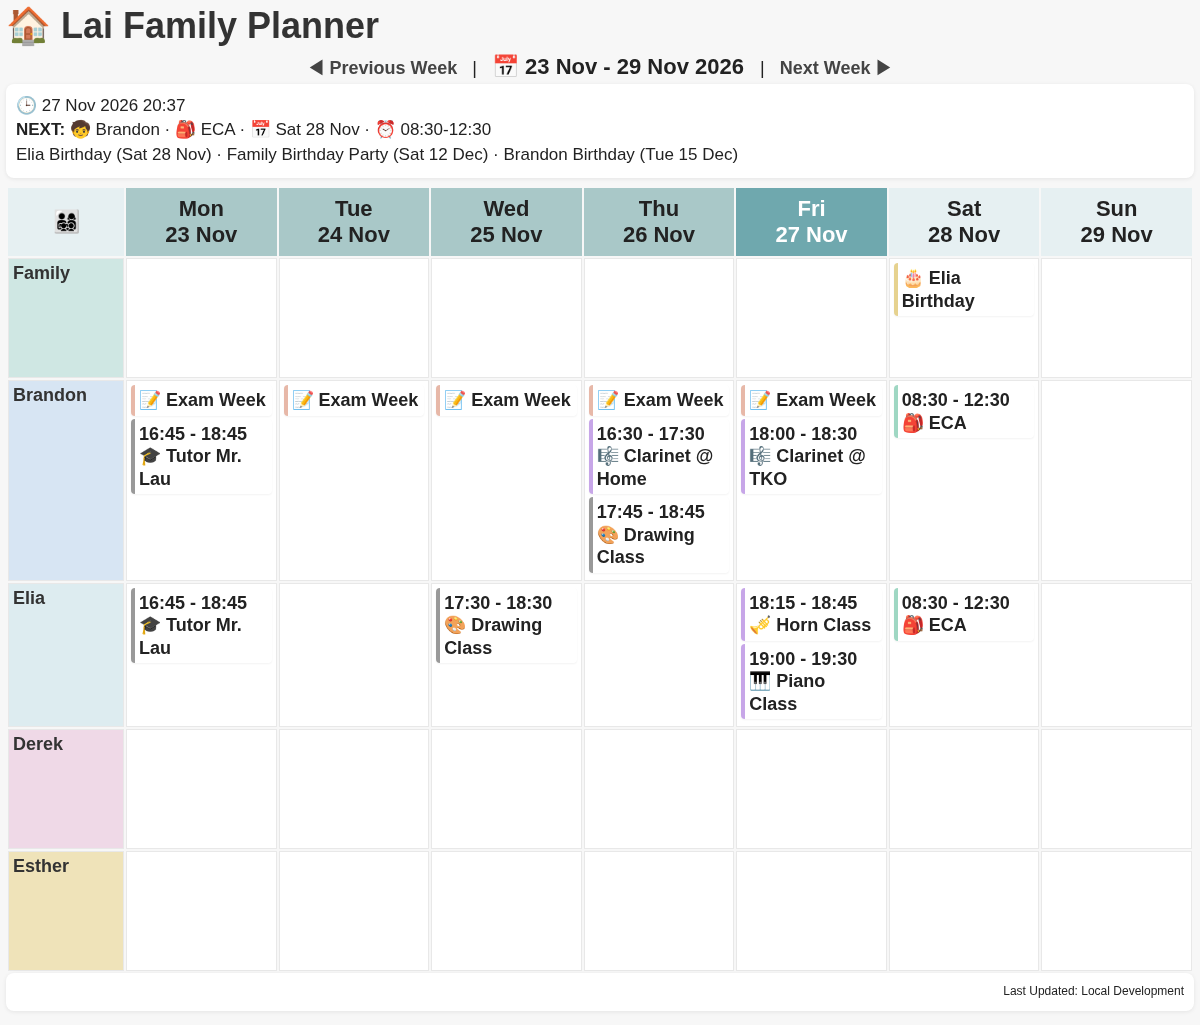 🏠 Lai Family Planner
◀ Previous Week | 📅 23 Nov - 29 Nov 2026 | Next Week ▶
🕒 27 Nov 2026 20:37
NEXT: 🧒 Brandon · 🎒 ECA · 📅 Sat 28 Nov · ⏰ 08:30-12:30
Elia Birthday (Sat 28 Nov) · Family Birthday Party (Sat 12 Dec) · Brandon Birthday (Tue 15 Dec)
Mon
23 Nov
Tue
24 Nov
Wed
25 Nov
Thu
26 Nov
Fri
27 Nov
Sat
28 Nov
Sun
29 Nov
Family
🎂 Elia
Birthday
Brandon
📝 Exam Week
16:45 - 18:45
🎓 Tutor Mr.
Lau
📝 Exam Week
📝 Exam Week
📝 Exam Week
16:30 - 17:30
🎼 Clarinet @
Home
17:45 - 18:45
🎨 Drawing
Class
📝 Exam Week
18:00 - 18:30
🎼 Clarinet @
TKO
08:30 - 12:30
🎒 ECA
Elia
16:45 - 18:45
🎓 Tutor Mr.
Lau
17:30 - 18:30
🎨 Drawing
Class
18:15 - 18:45
🎺 Horn Class
19:00 - 19:30
🎹 Piano
Class
08:30 - 12:30
🎒 ECA
Derek
Esther
Last Updated: Local Development